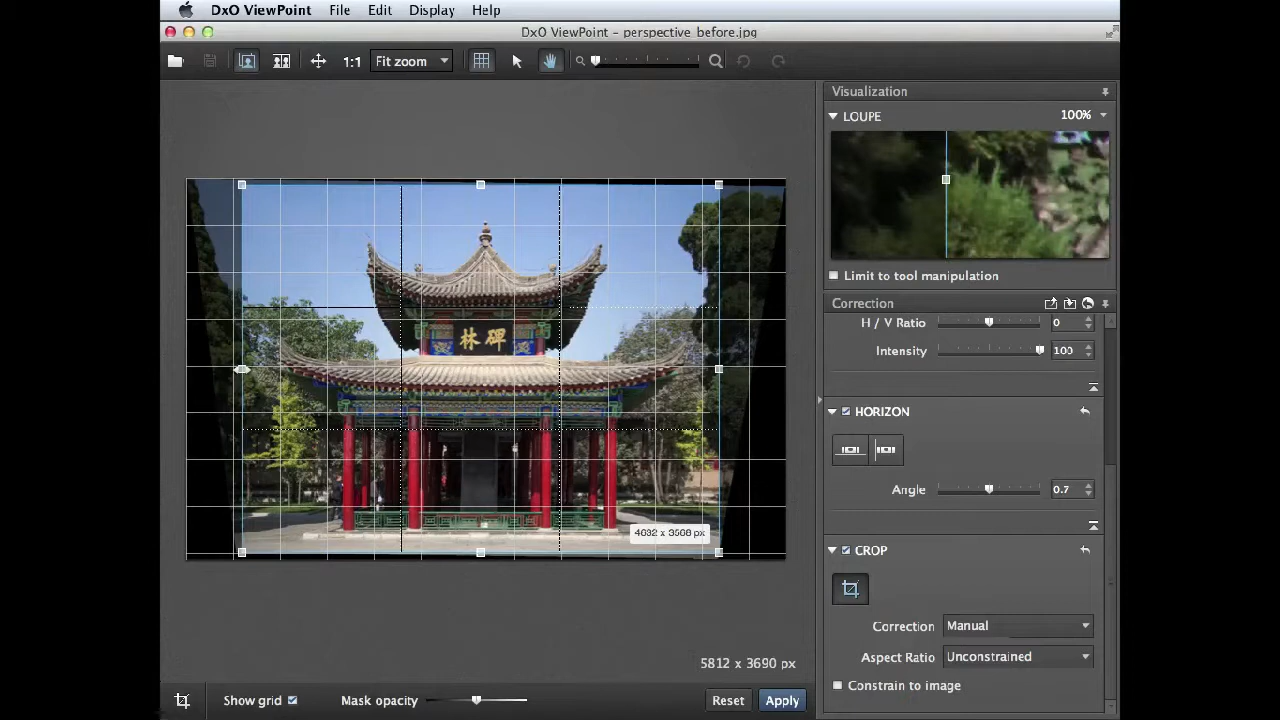 DxO ViewPoint File Edit Display Help
DxO ViewPoint - perspective_before.jpg
1:1 Fit zoom
Visualization
LOUPE 100%
Limit to tool manipulation
Correction
H / V Ratio 0
Intensity 100
HORIZON
Angle 0.7
CROP
Correction Manual
Aspect Ratio Unconstrained
Constrain to image
林碑
4632 x 3568 px
5812 x 3690 px
Show grid Mask opacity Reset Apply